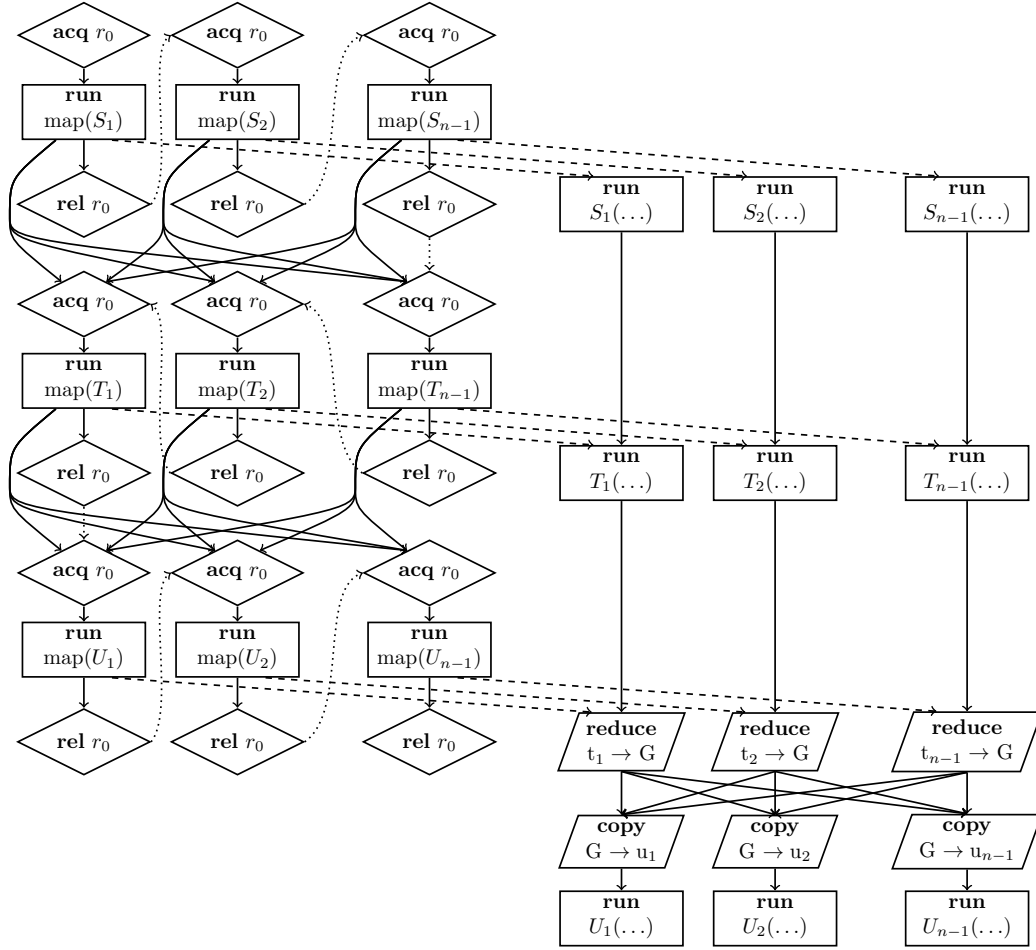 acq r₀
acq r₀
acq r₀
run
map(S₁)
run
map(S₂)
run
map(Sₙ₋₁)
rel r₀
rel r₀
rel r₀
run
S₁(...)
run
S₂(...)
run
Sₙ₋₁(...)
acq r₀
acq r₀
acq r₀
run
map(T₁)
run
map(T₂)
run
map(Tₙ₋₁)
rel r₀
rel r₀
rel r₀
run
T₁(...)
run
T₂(...)
run
Tₙ₋₁(...)
acq r₀
acq r₀
acq r₀
run
map(U₁)
run
map(U₂)
run
map(Uₙ₋₁)
rel r₀
rel r₀
rel r₀
reduce
t₁ → G
reduce
t₂ → G
reduce
tₙ₋₁ → G
copy
G → u₁
copy
G → u₂
copy
G → uₙ₋₁
run
U₁(...)
run
U₂(...)
run
Uₙ₋₁(...)